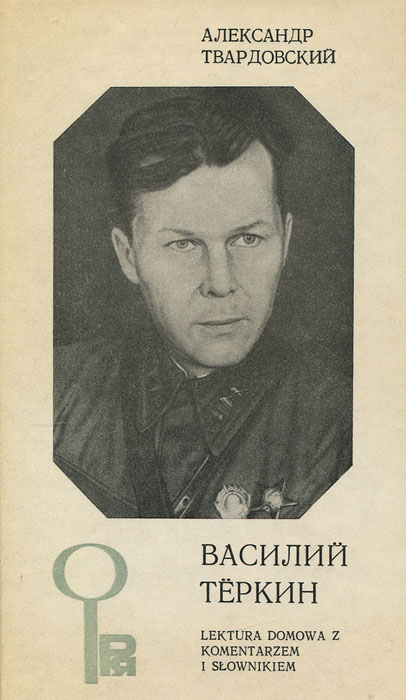 АЛЕКСАНДР
ТВАРДОВСКИЙ
ВАСИЛИЙ
ТЁРКИН
LEKTURA DOMOWA Z
KOMENTARZEM
I SŁOWNIKIEM